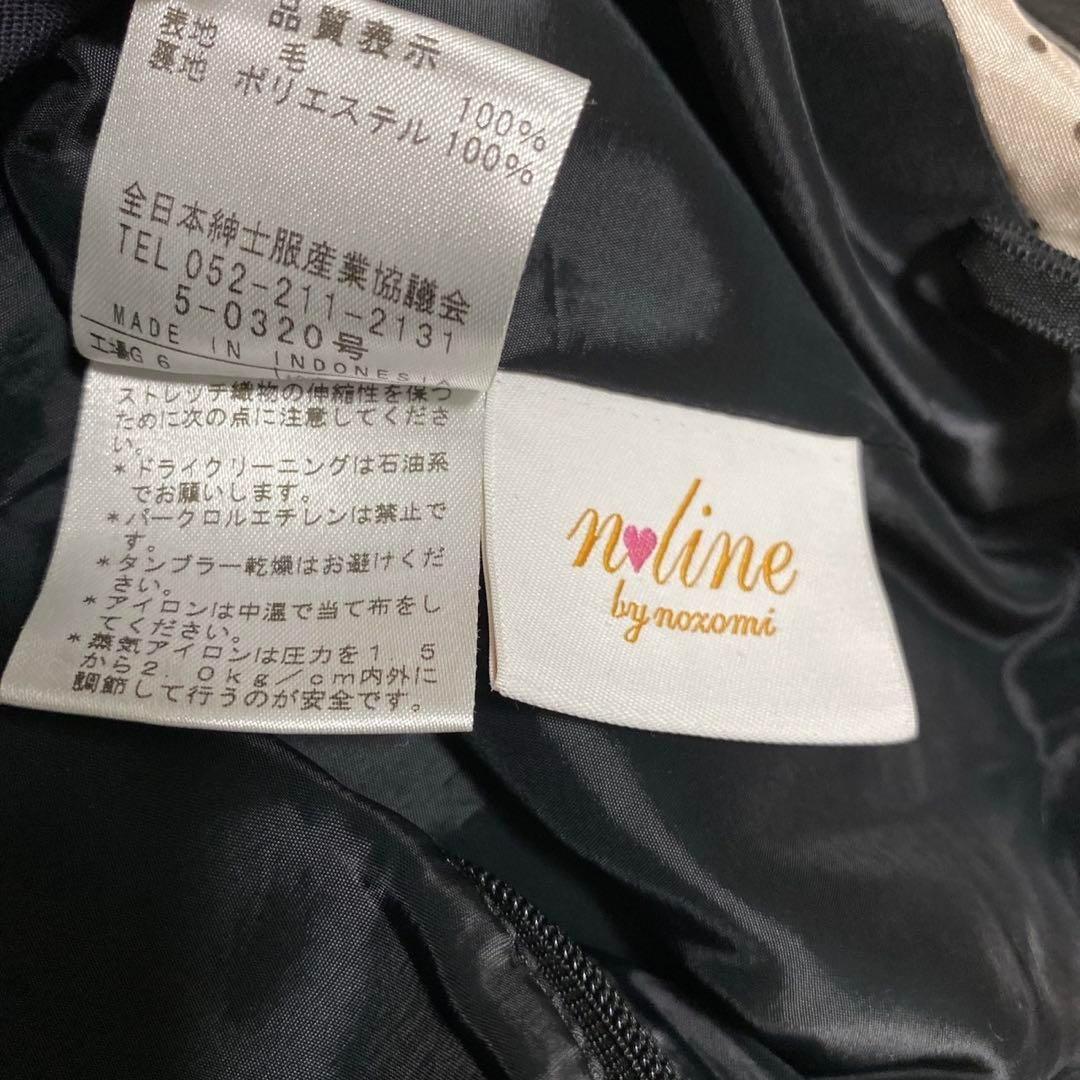 品質表示
表地 毛 100%
裏地 ポリエステル 100%
全日本紳士服産業協議会
TEL 052-211-2131
5-0320号
MADE IN INDONES
工場G 6
ストレッチ織物の伸縮性を保つ
ために次の点に注意してくださ
い。
*ドライクリーニングは石油系
でお願いします。
*パークロルエチレンは禁止で
す。
*タンブラー乾燥はお避けくだ
さい。
*アイロンは中温で当て布をし
てください。
*蒸気アイロンは圧力を1.5
から2.0kg/cm内外に
調節して行うのが安全です。
n♥line
by nozomi